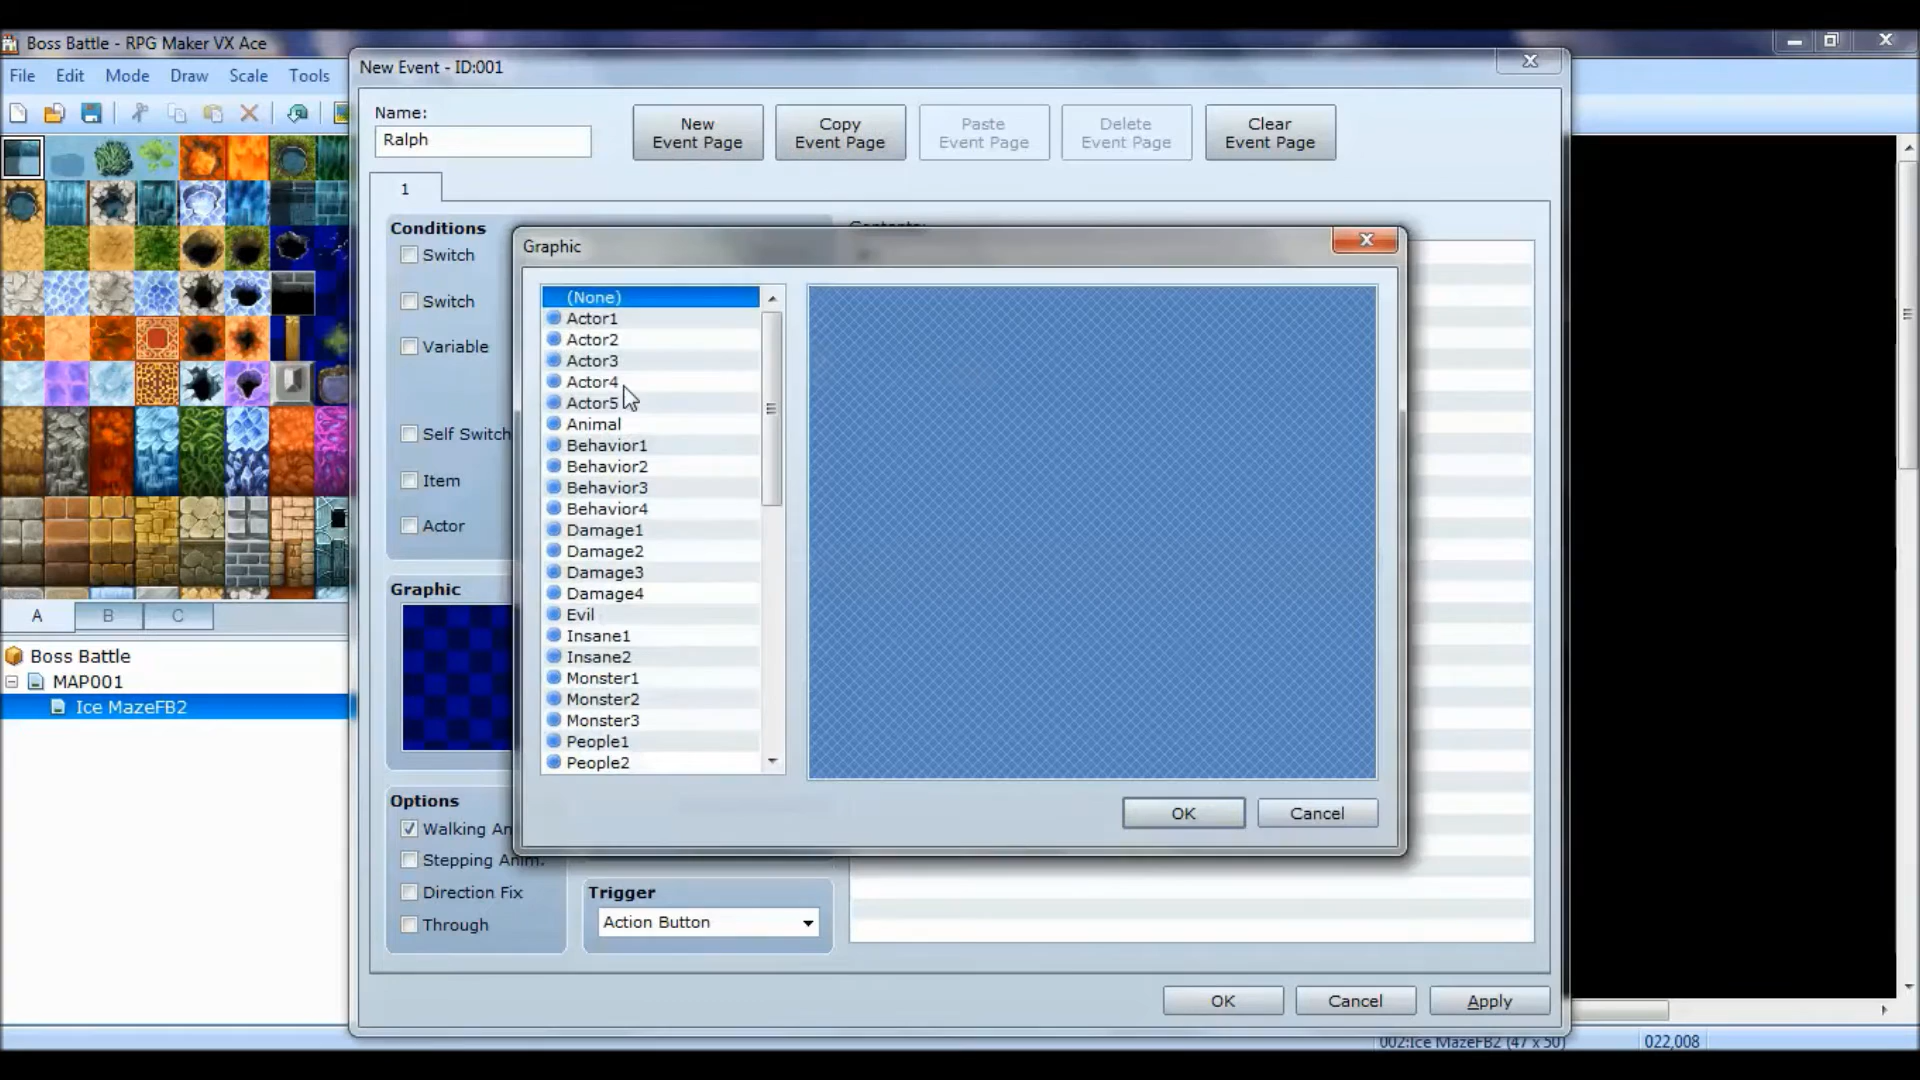 Boss Battle - RPG Maker VX Ace
File Edit Mode Draw Scale Tools
New Event - ID:001
Name:
Ralph
New Event Page
Copy Event Page
Paste Event Page
Delete Event Page
Clear Event Page
1
Conditions
Switch
Switch
Variable
Self Switch
Item
Actor
Graphic
Options
Walking An
Stepping Anim.
Direction Fix
Through
Trigger
Action Button
Contents:
Graphic
(None)
Actor1
Actor2
Actor3
Actor4
Actor5
Animal
Behavior1
Behavior2
Behavior3
Behavior4
Damage1
Damage2
Damage3
Damage4
Evil
Insane1
Insane2
Monster1
Monster2
Monster3
People1
People2
OK Cancel
OK Cancel Apply
A B C
Boss Battle
MAP001
Ice MazeFB2
002:Ice MazeFB2 (47 x 50) 022,008